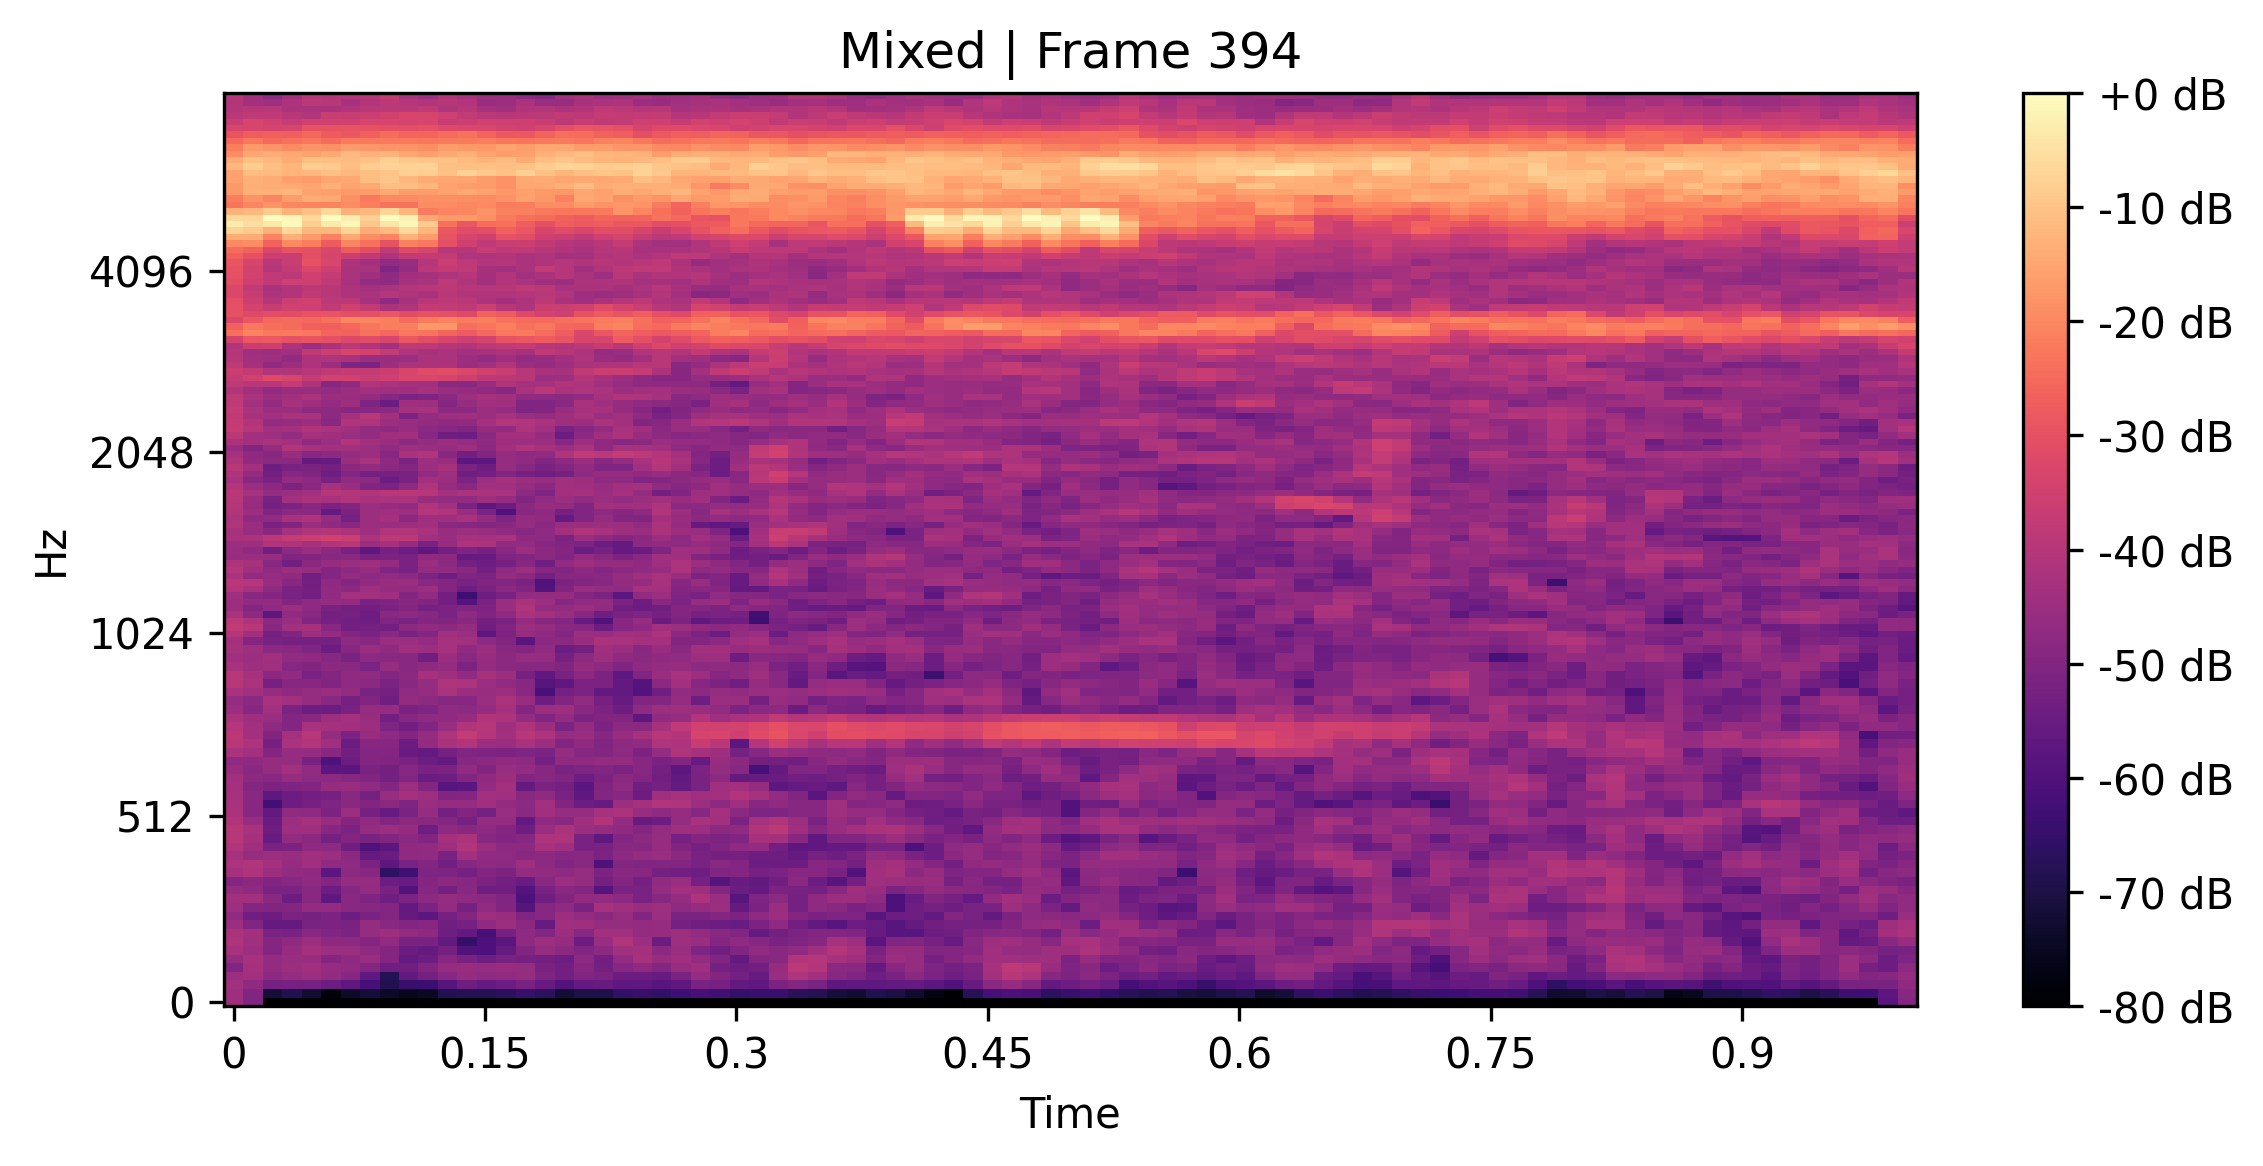 Mixed | Frame 394
Hz
4096
2048
1024
512
0
0 0.15 0.3 0.45 0.6 0.75 0.9
Time
+0 dB
-10 dB
-20 dB
-30 dB
-40 dB
-50 dB
-60 dB
-70 dB
-80 dB